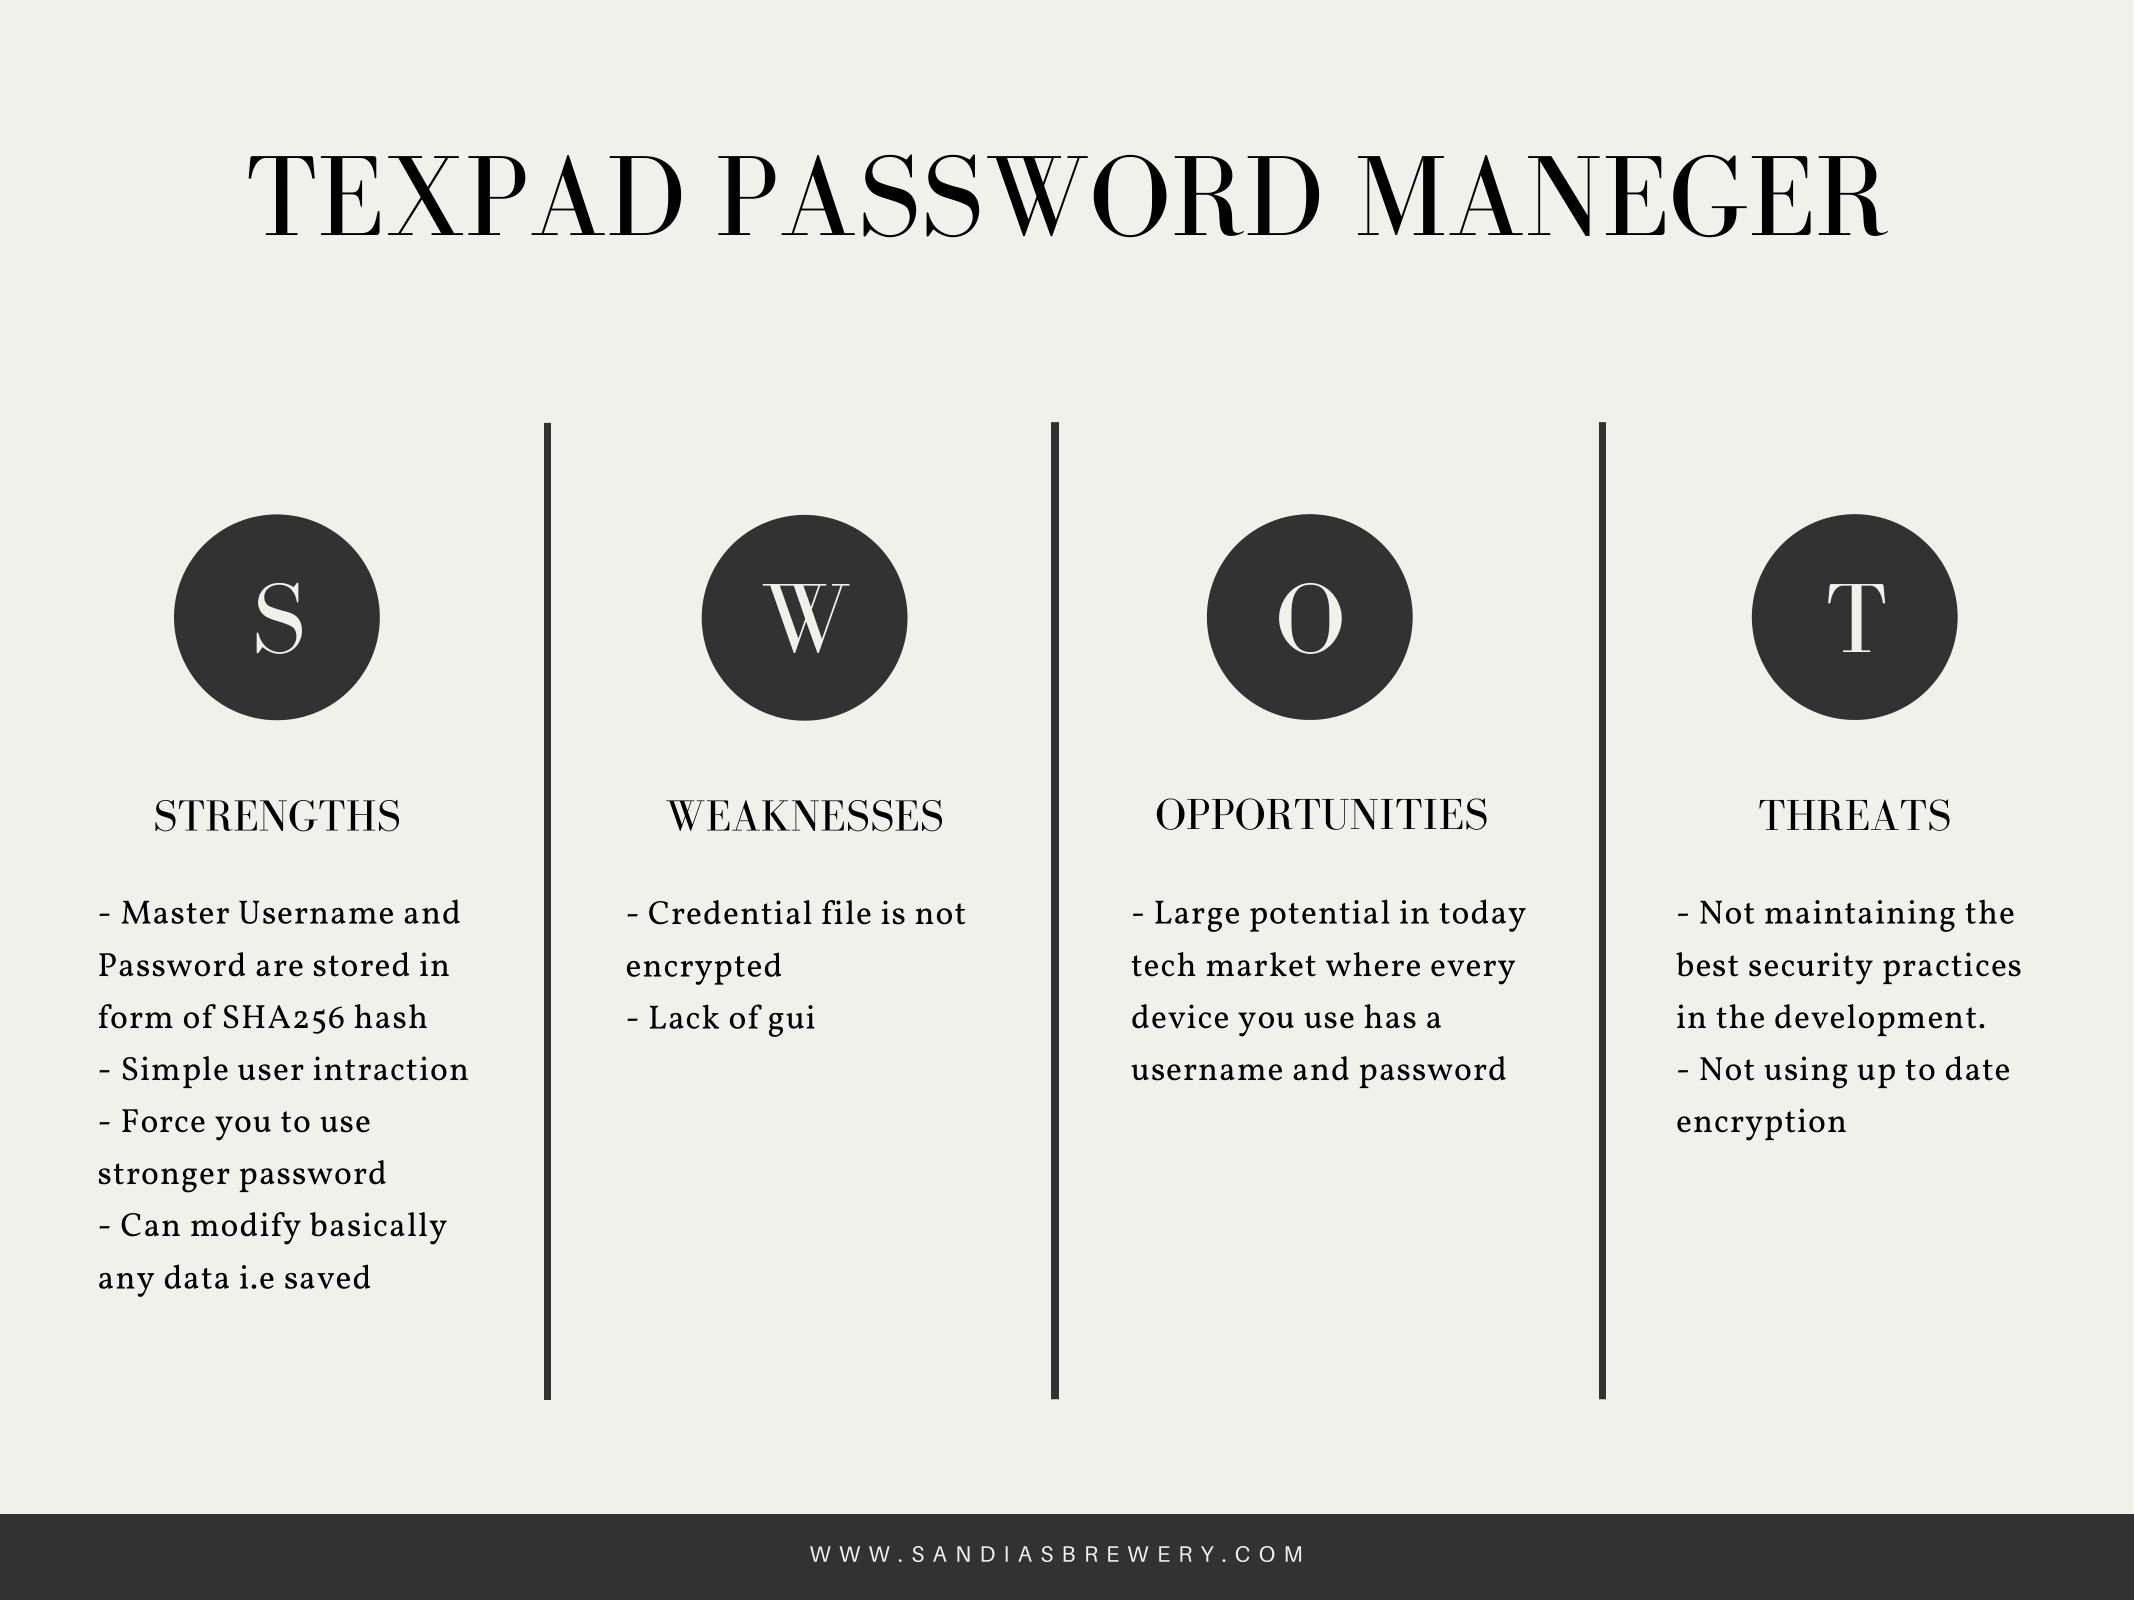 TEXPAD PASSWORD MANEGER
S
STRENGTHS
- Master Username and
Password are stored in
form of SHA256 hash
- Simple user intraction
- Force you to use
stronger password
- Can modify basically
any data i.e saved
W
WEAKNESSES
- Credential file is not
encrypted
- Lack of gui
O
OPPORTUNITIES
- Large potential in today
tech market where every
device you use has a
username and password
T
THREATS
- Not maintaining the
best security practices
in the development.
- Not using up to date
encryption
WWW.SANDIASBREWERY.COM